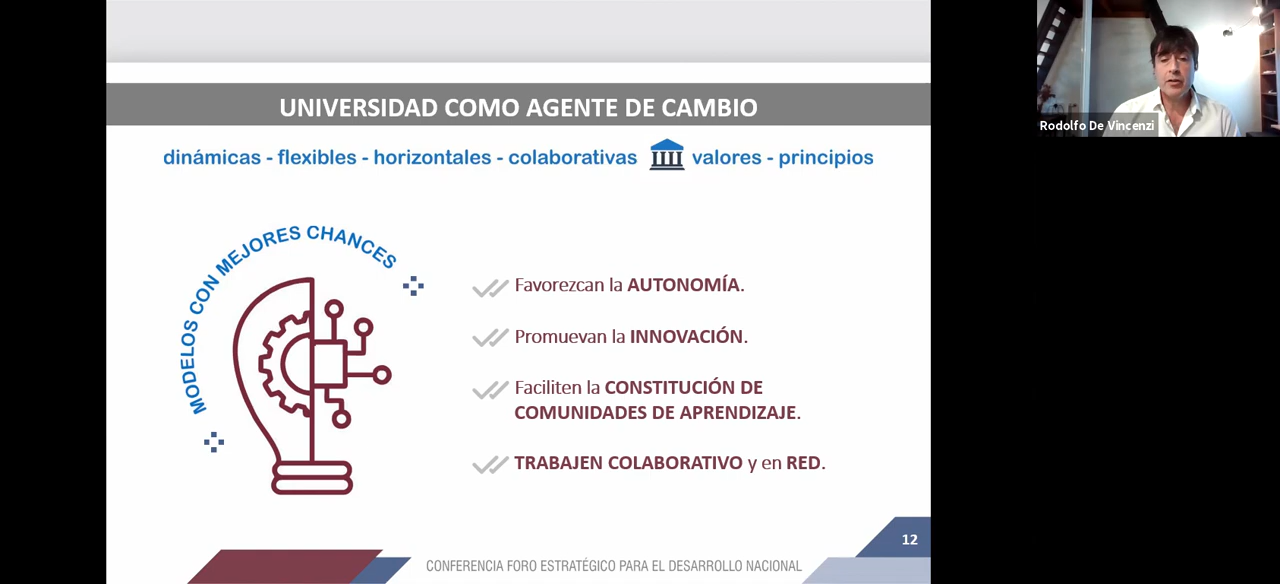 UNIVERSIDAD COMO AGENTE DE CAMBIO
dinámicas - flexibles - horizontales - colaborativas valores - principios
MODELOS CON MEJORES CHANCES
Favorezcan la AUTONOMÍA.
Promuevan la INNOVACIÓN.
Faciliten la CONSTITUCIÓN DE
COMUNIDADES DE APRENDIZAJE.
TRABAJEN COLABORATIVO y en RED.
12
CONFERENCIA FORO ESTRATÉGICO PARA EL DESARROLLO NACIONAL
Rodolfo De Vincenzi